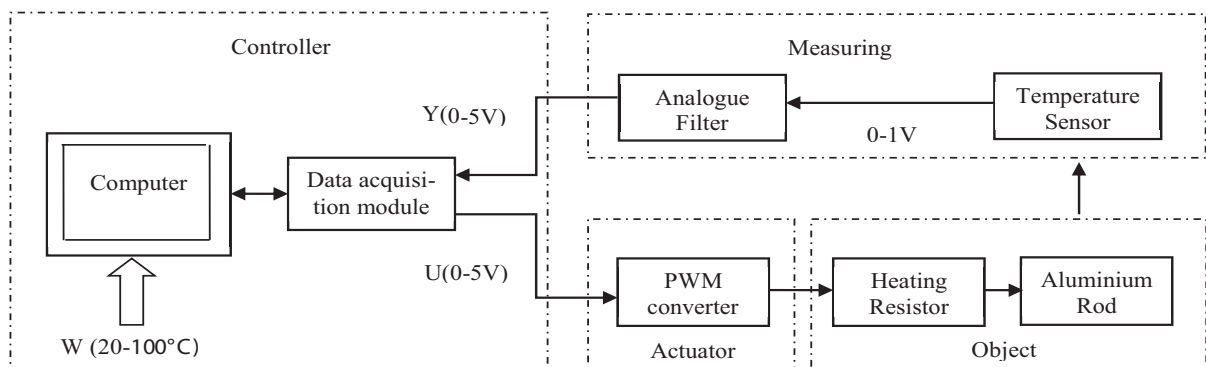 Controller
Measuring
Analogue
Filter
Temperature
Sensor
Y(0-5V)
0-1V
Computer
Data acquisi-
tion module
U(0-5V)
PWM
converter
Heating
Resistor
Aluminium
Rod
W (20-100°C)
Actuator
Object